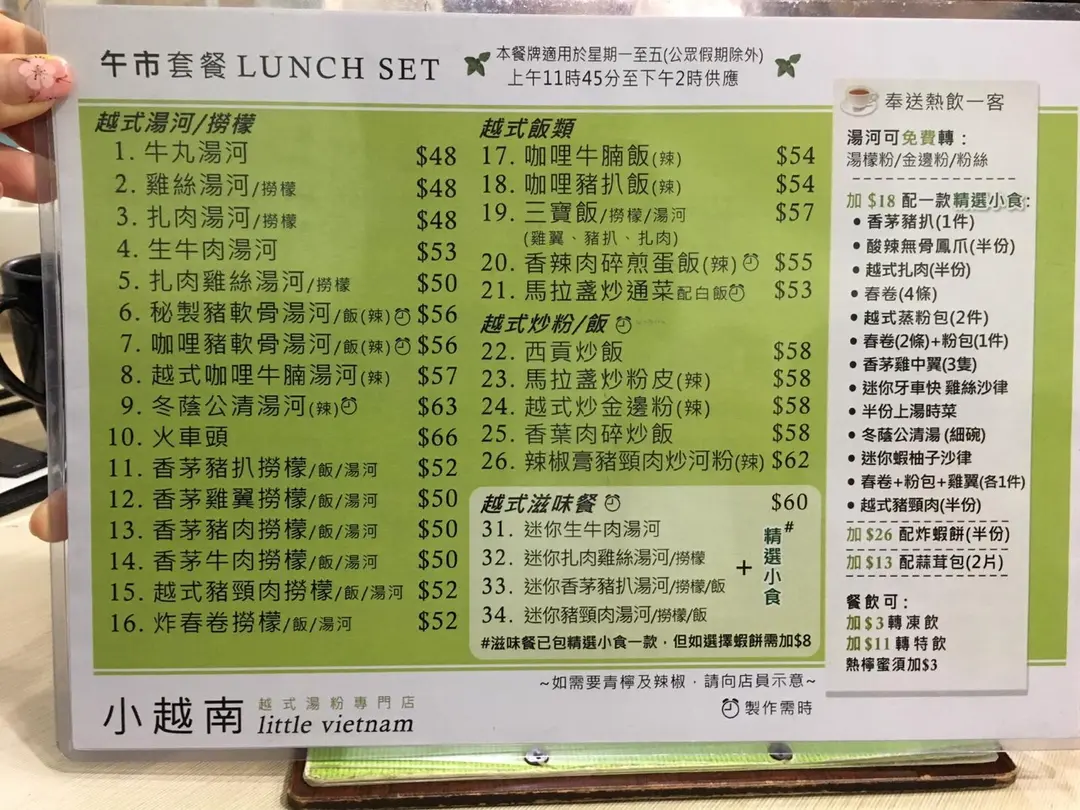 午市套餐 LUNCH SET
本餐牌適用於星期一至五(公眾假期除外)
上午11時45分至下午2時供應
越式湯河/撈檬
1. 牛丸湯河 $48
2. 雞絲湯河/撈檬 $48
3. 扎肉湯河/撈檬 $48
4. 生牛肉湯河 $53
5. 扎肉雞絲湯河/撈檬 $50
6. 秘製豬軟骨湯河/飯(辣) $56
7. 咖哩豬軟骨湯河/飯(辣) $56
8. 越式咖哩牛腩湯河(辣) $57
9. 冬蔭公清湯河(辣) $63
10. 火車頭 $66
11. 香茅豬扒撈檬/飯/湯河 $52
12. 香茅雞翼撈檬/飯/湯河 $50
13. 香茅豬肉撈檬/飯/湯河 $50
14. 香茅牛肉撈檬/飯/湯河 $50
15. 越式豬頸肉撈檬/飯/湯河 $52
16. 炸春卷撈檬/飯/湯河 $52
越式飯類
17. 咖哩牛腩飯(辣) $54
18. 咖哩豬扒飯(辣) $54
19. 三寶飯/撈檬/湯河 $57
(雞翼、豬扒、扎肉)
20. 香辣肉碎煎蛋飯(辣) $55
21. 馬拉盞炒通菜配白飯 $53
越式炒粉/飯
22. 西貢炒飯 $58
23. 馬拉盞炒粉皮(辣) $58
24. 越式炒金邊粉(辣) $58
25. 香葉肉碎炒飯 $58
26. 辣椒膏豬頸肉炒河粉(辣) $62
越式滋味餐 $60
31. 迷你生牛肉湯河
32. 迷你扎肉雞絲湯河/撈檬
33. 迷你香茅豬扒湯河/撈檬/飯
34. 迷你豬頸肉湯河/撈檬/飯
+ 精選小食#
#滋味餐已包精選小食一款，但如選擇蝦餅需加$8
奉送熱飲一客
湯河可免費轉：
湯檬粉/金邊粉/粉絲
加 $18 配一款精選小食:
• 香茅豬扒(1件)
• 酸辣無骨鳳爪(半份)
• 越式扎肉(半份)
• 春卷(4條)
• 越式蒸粉包(2件)
• 春卷(2條)+粉包(1件)
• 香茅雞中翼(3隻)
• 迷你牙車快 雞絲沙律
• 半份上湯時菜
• 冬蔭公清湯 (細碗)
• 迷你蝦柚子沙律
• 春卷+粉包+雞翼(各1件)
• 越式豬頸肉(半份)
加 $26 配炸蝦餅(半份)
加 $13 配蒜茸包(2片)
餐飲可：
加 $3 轉凍飲
加 $11 轉特飲
熱檸蜜須加$3
~如需要青檸及辣椒，請向店員示意~
製作需時
小越南 越式湯粉專門店
little vietnam